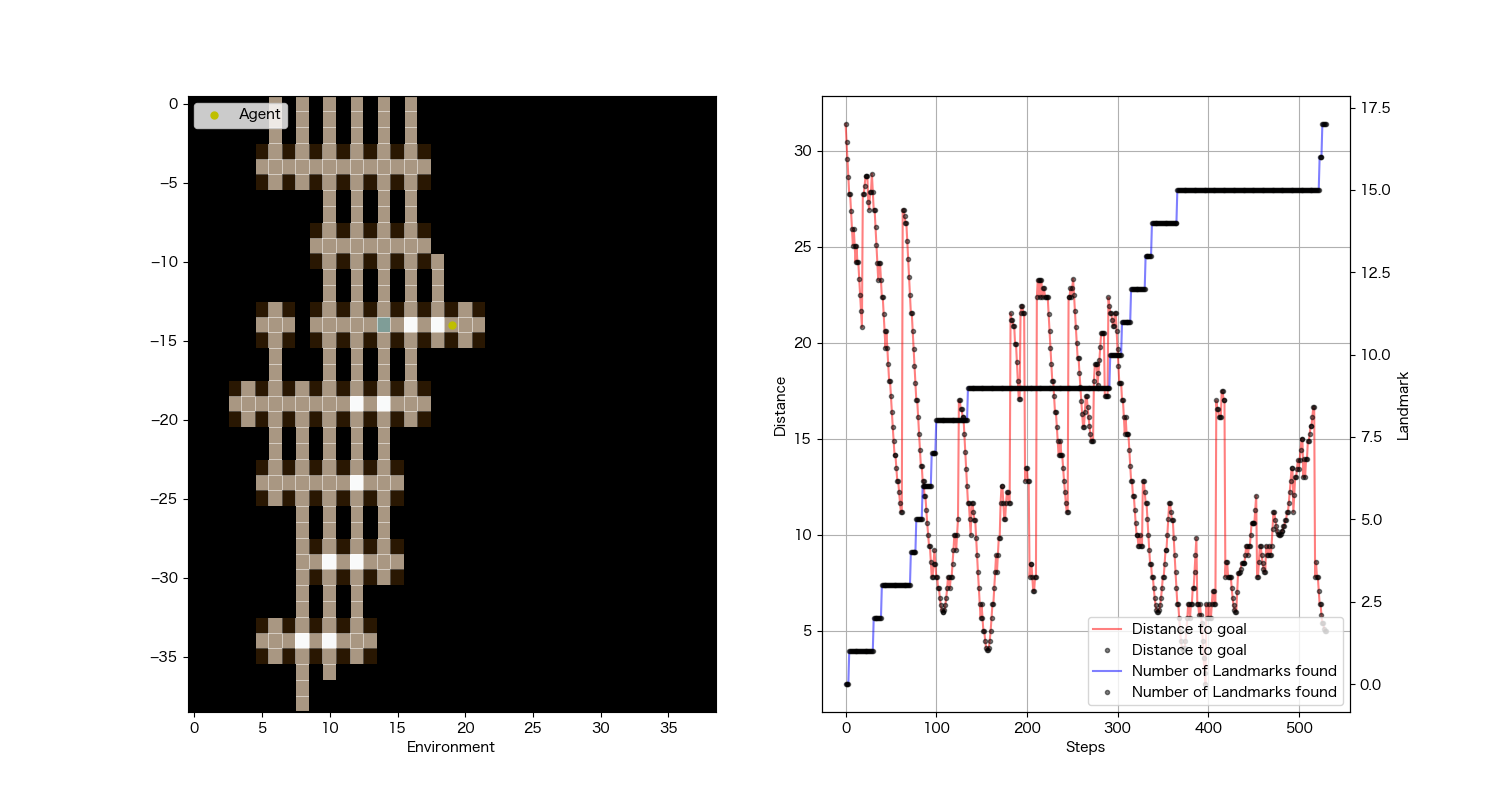 Agent
0
−5
−10
−15
−20
−25
−30
−35
0 5 10 15 20 25 30 35
Environment
30
25
20
15
10
5
Distance
0 100 200 300 400 500
Steps
17.5
15.0
12.5
10.0
7.5
5.0
2.5
0.0
Landmark
Distance to goal
Distance to goal
Number of Landmarks found
Number of Landmarks found